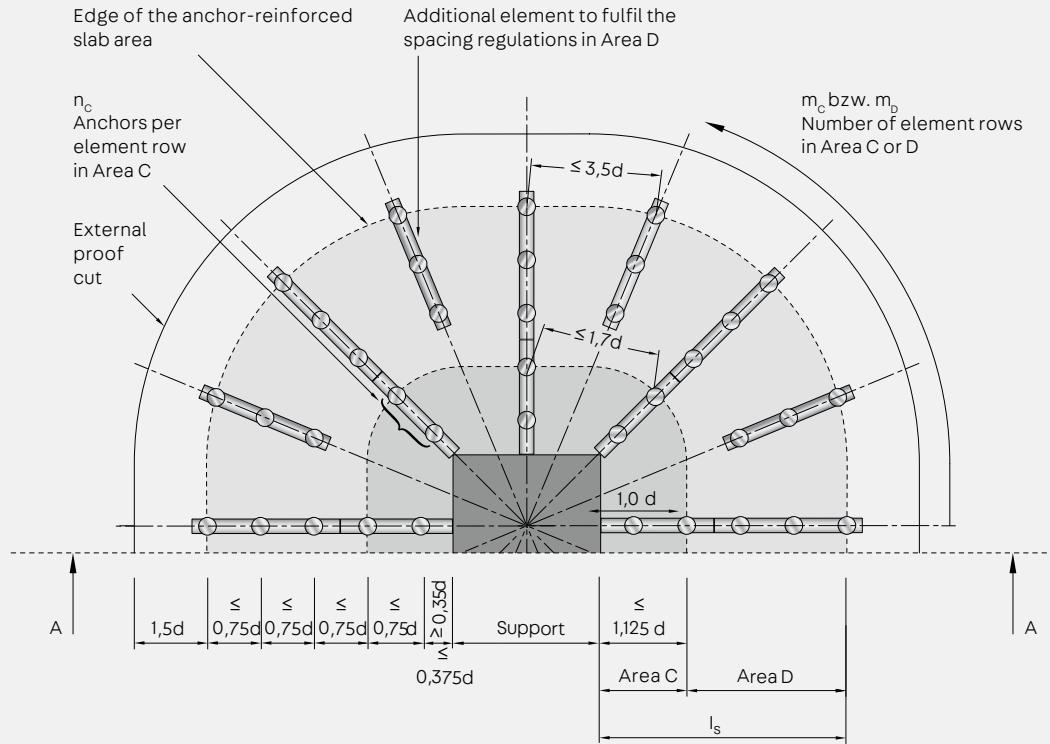 Edge of the anchor-reinforced
slab area
Additional element to fulfil the
spacing regulations in Area D
n_C
Anchors per
element row
in Area C
m_C bzw. m_D
Number of element rows
in Area C or D
External
proof
cut
≤ 3,5d
≤1,7d
1,0 d
A
1,5d
≤
0,75d
≤
0,75d
≤
0,75d
≤
0,75d
≥0,35d
≤
0,375d
Support
≤
1,125 d
A
Area C
Area D
l_s